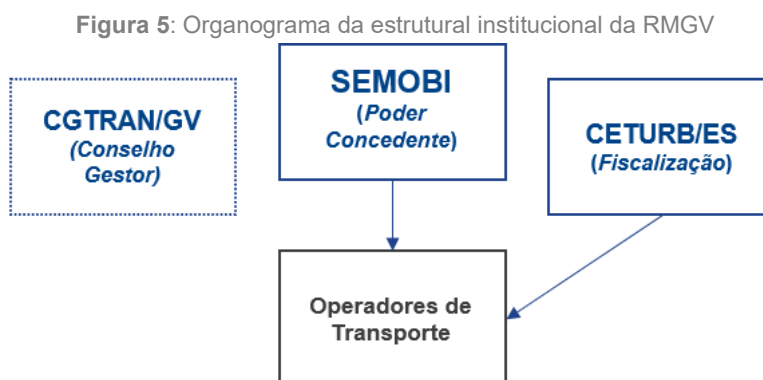 Figura 5: Organograma da estrutural institucional da RMGV
CGTRAN/GV
(Conselho
Gestor)
SEMOBI
(Poder
Concedente)
CETURB/ES
(Fiscalização)
Operadores de
Transporte